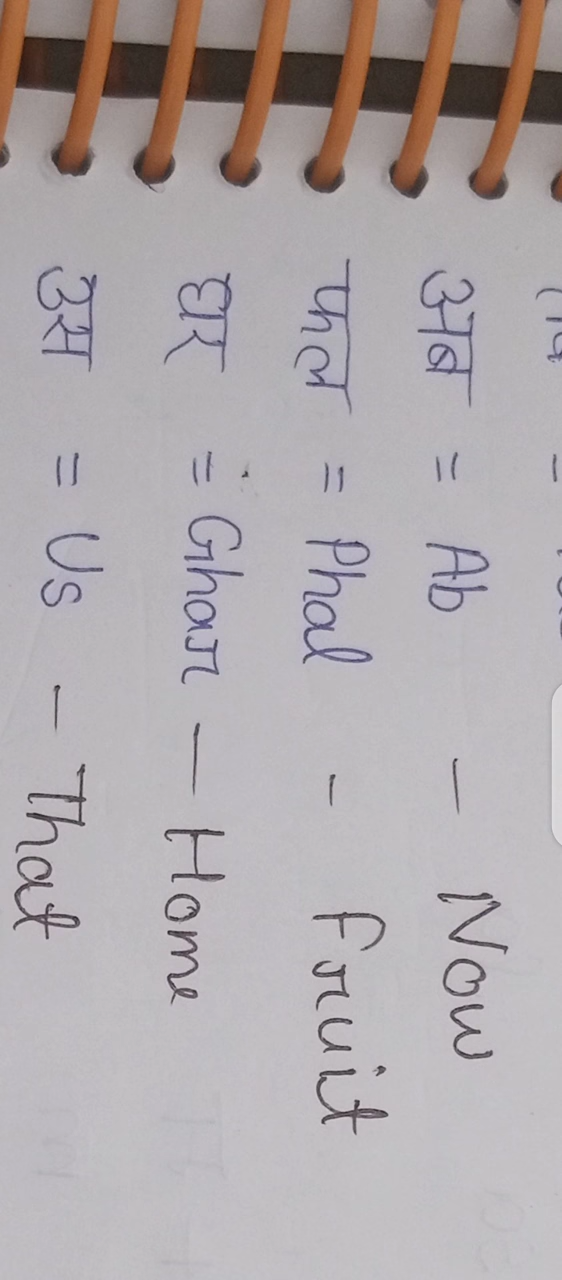 अब = Ab - Now
फल = Phal - Fruit
घर = Ghar - Home
उस = Us - That